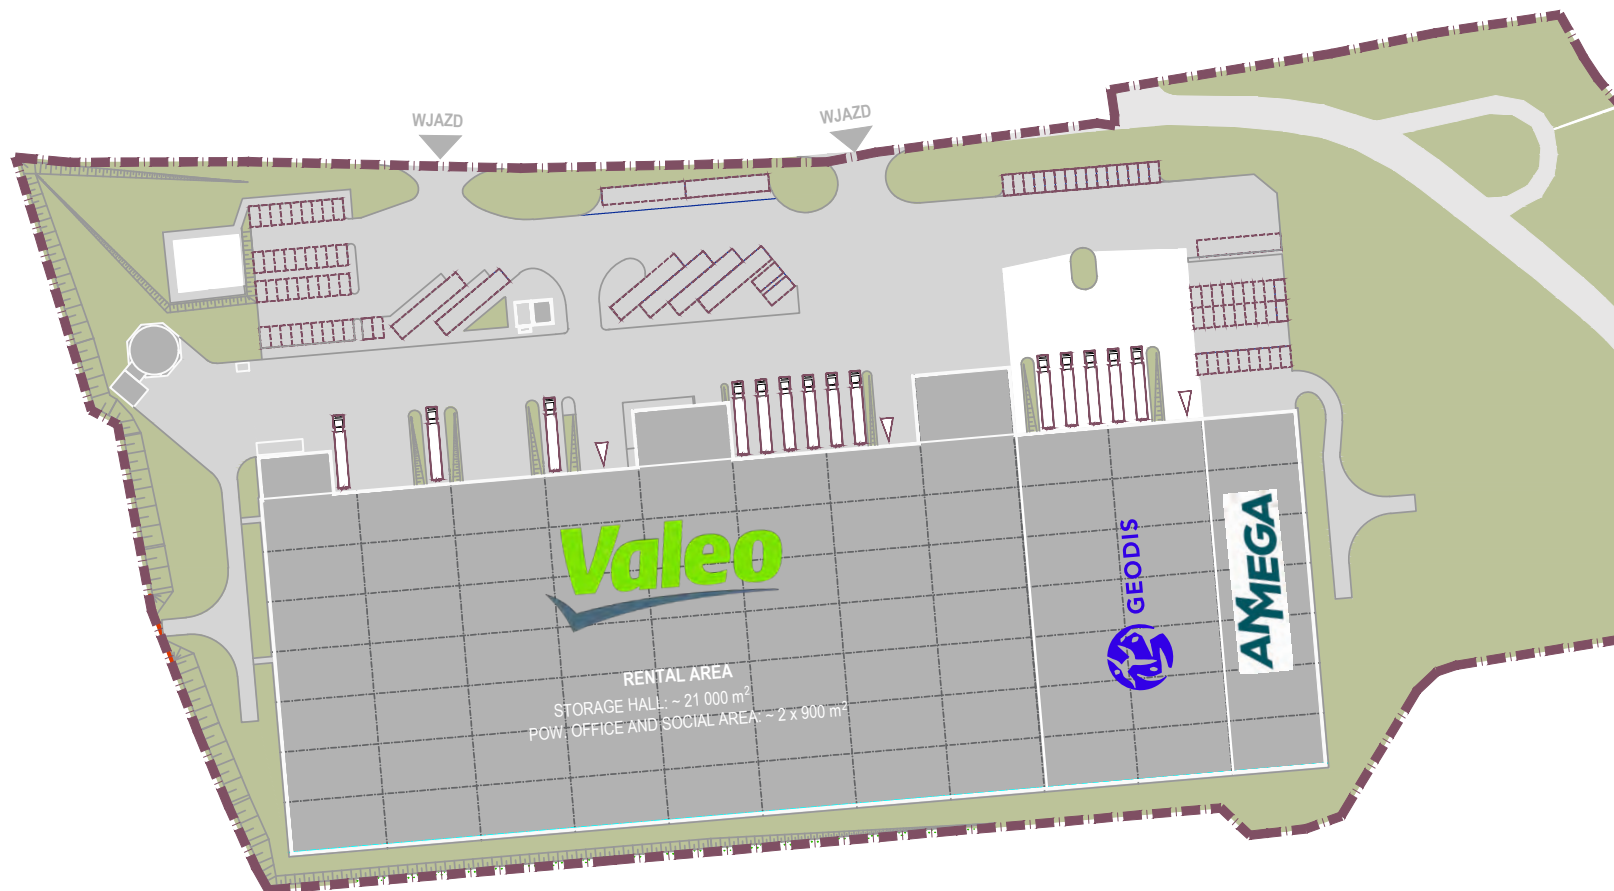 WJAZD
WJAZD
Valeo
GEODIS
AMMEGA
RENTAL AREA
STORAGE HALL: ~ 21 000 m²
POW. OFFICE AND SOCIAL AREA: ~ 2 x 900 m²